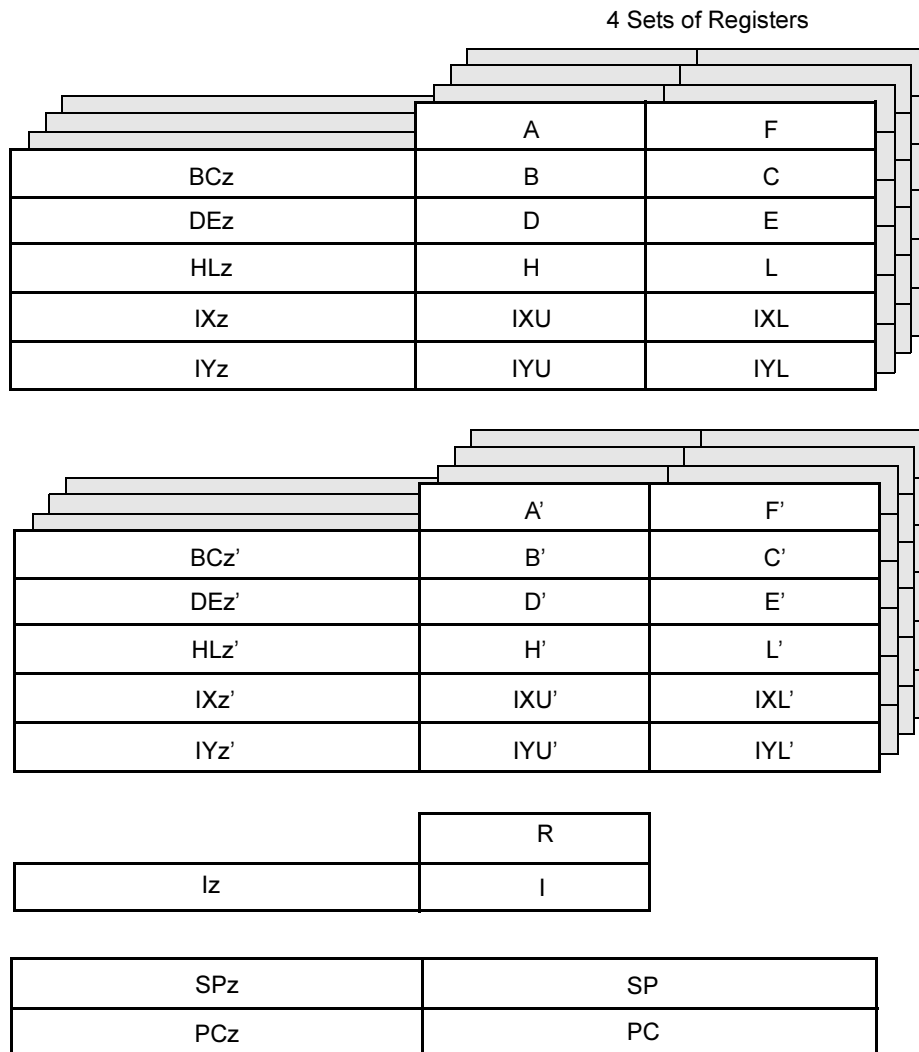 4 Sets of Registers
A F
BCz B C
DEz D E
HLz H L
IXz IXU IXL
IYz IYU IYL
A’ F’
BCz’ B’ C’
DEz’ D’ E’
HLz’ H’ L’
IXz’ IXU’ IXL’
IYz’ IYU’ IYL’
R
Iz I
SPz SP
PCz PC